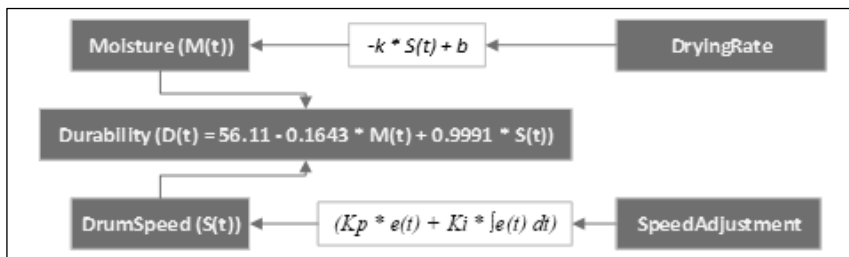 Moisture (M(t))
-k * S(t) + b
DryingRate
Durability (D(t) = 56.11 - 0.1643 * M(t) + 0.9991 * S(t))
DrumSpeed (S(t))
(Kp * e(t) + Ki * ∫e(t) dt)
SpeedAdjustment